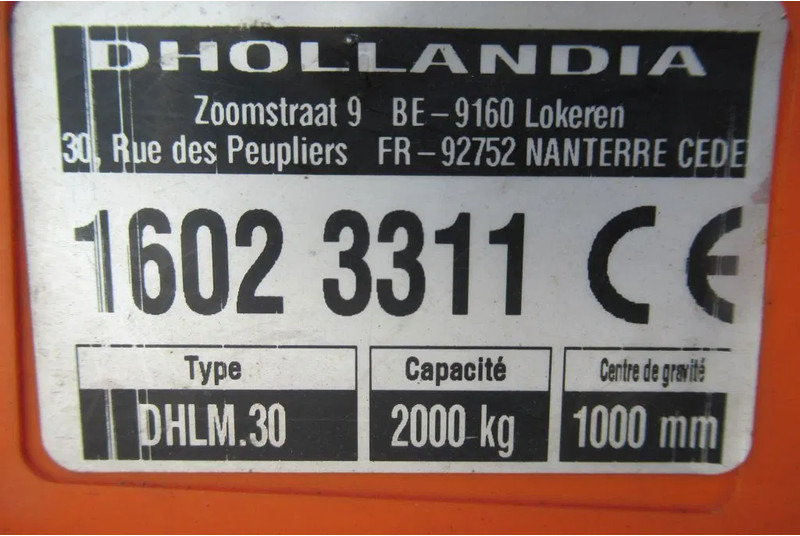 DHOLLANDIA
Zoomstraat 9 BE-9160 Lokeren
30, Rue des Peupliers FR-92752 NANTERRE CEDE
1602 3311 CE
Type Capacité Centre de gravité
DHLM.30 2000 kg 1000 mm